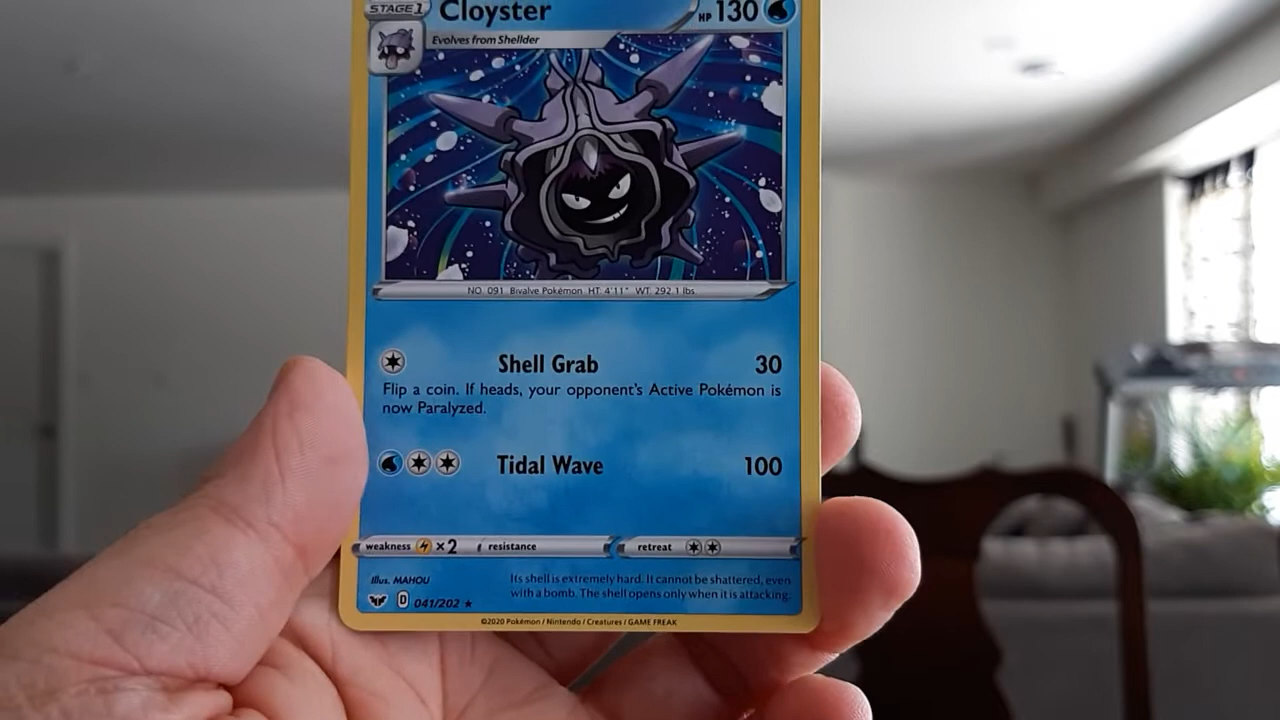 STAGE 1 Cloyster HP 130
Evolves from Shellder
NO. 091 Bivalve Pokémon HT: 4'11" WT: 292.1 lbs.
Shell Grab 30
Flip a coin. If heads, your opponent's Active Pokémon is
now Paralyzed.
Tidal Wave 100
weakness ×2 resistance retreat
Illus. MAHOU
Its shell is extremely hard. It cannot be shattered, even
with a bomb. The shell opens only when it is attacking.
D 041/202 ★
©2020 Pokémon / Nintendo / Creatures / GAME FREAK